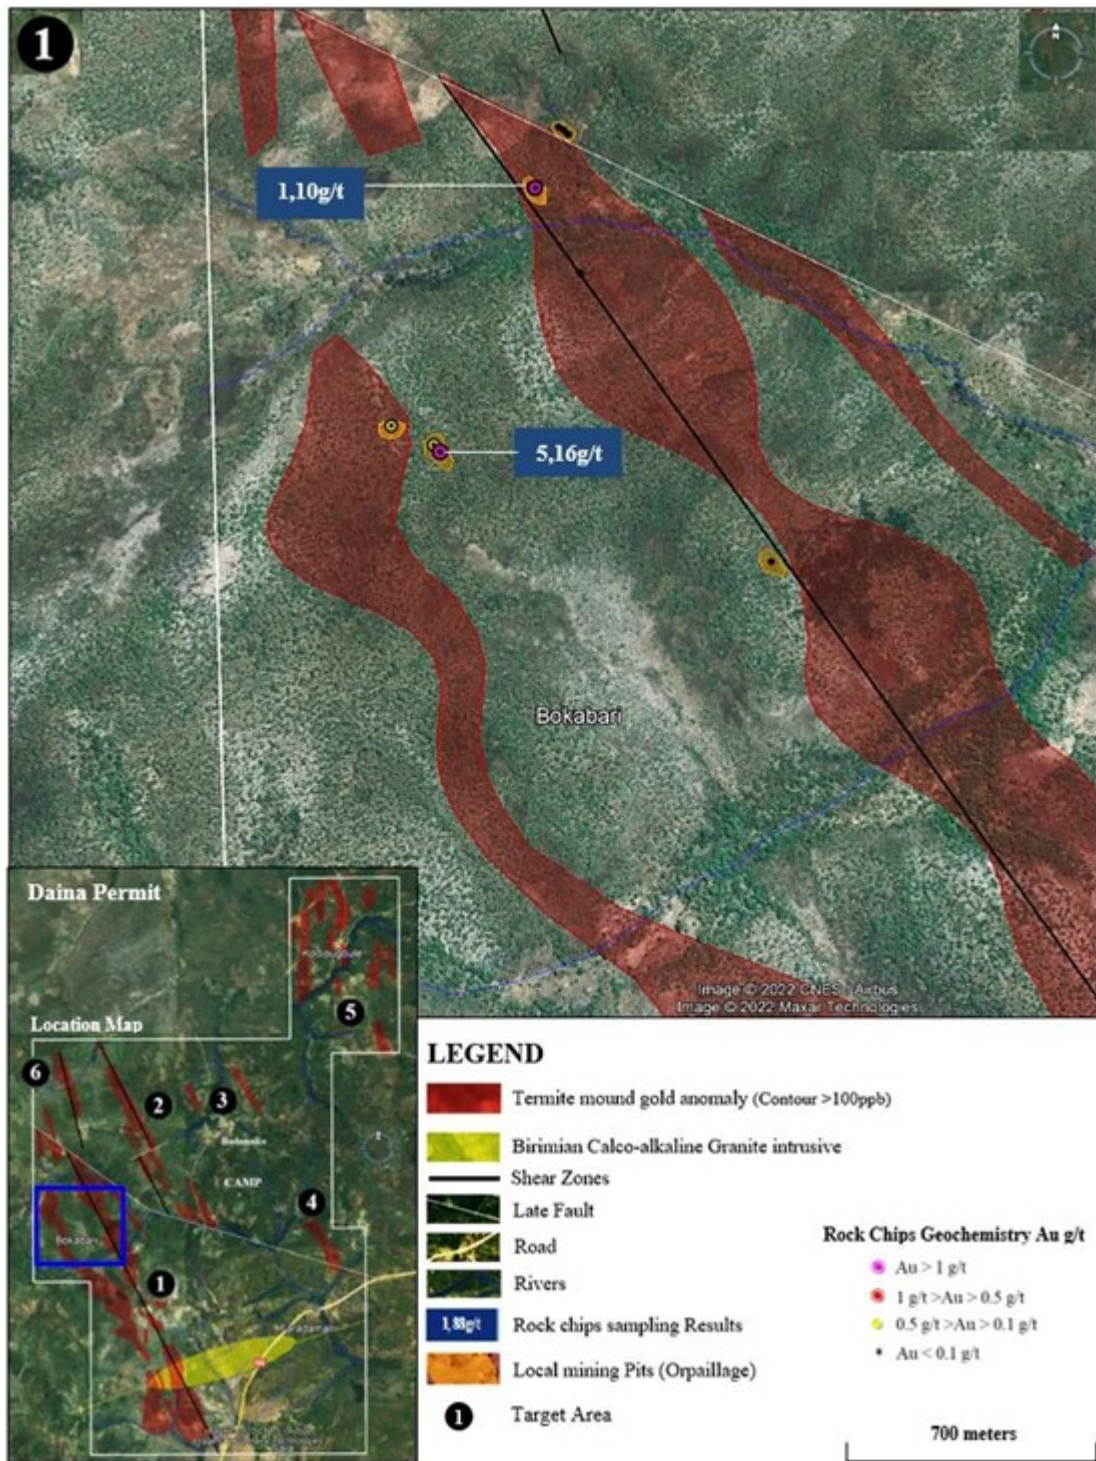 1
N
1,10g/t
5,16g/t
Bokabari
Image © 2022 CNES / Airbus
Image © 2022 Maxar Technologies
Daina Permit
Location Map
5
6
2
3
CAMP
4
Bokabari
1
LEGEND
Termite mound gold anomaly (Contour >100ppb)
Birimian Calco-alkaline Granite intrusive
Shear Zones
Late Fault
Road
Rivers
1,88g/t Rock chips sampling Results
Local mining Pits (Orpaillage)
1 Target Area
Rock Chips Geochemistry Au g/t
Au > 1 g/t
1 g/t >Au > 0.5 g/t
0.5 g/t >Au > 0.1 g/t
Au < 0.1 g/t
700 meters